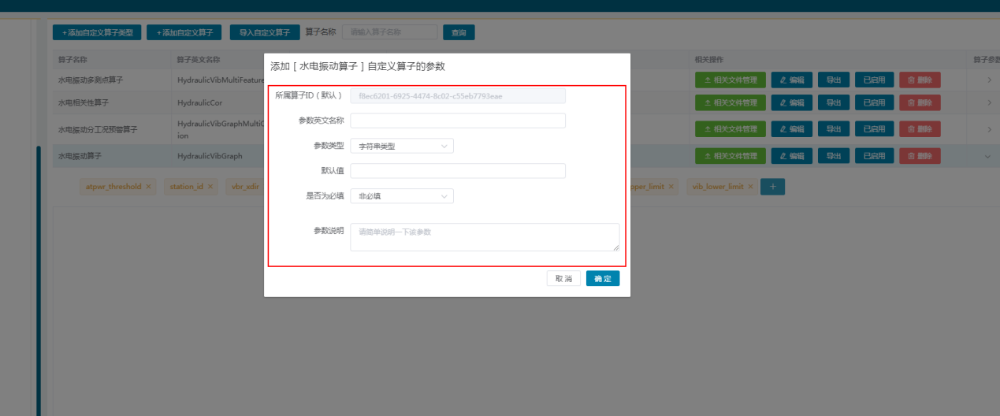 +添加自定义算子类型 +添加自定义算子 导入自定义算子 算子名称 请输入算子名称 查询
算子名称 算子英文名称 相关操作 算子参数
水电振动多测点算子 HydraulicVibMultiFeature 相关文件管理 编辑 导出 已启用 删除
水电相关性算子 HydraulicCor 相关文件管理 编辑 导出 已启用 删除
水电振动分工况预警算子 HydraulicVibGraphMultiC 相关文件管理 编辑 导出 已启用 删除
ion
水电振动算子 HydraulicVibGraph 相关文件管理 编辑 导出 已启用 删除
atpwr_threshold × station_id × vbr_xdir pper_limit × vib_lower_limit × +
添加 [ 水电振动算子 ] 自定义算子的参数
所属算子ID ( 默认 ) f8ec6201-6925-4474-8c02-c55eb7793eae
参数英文名称
参数类型 字符串类型
默认值
是否为必填 非必填
参数说明 请简单说明一下该参数
取消 确定